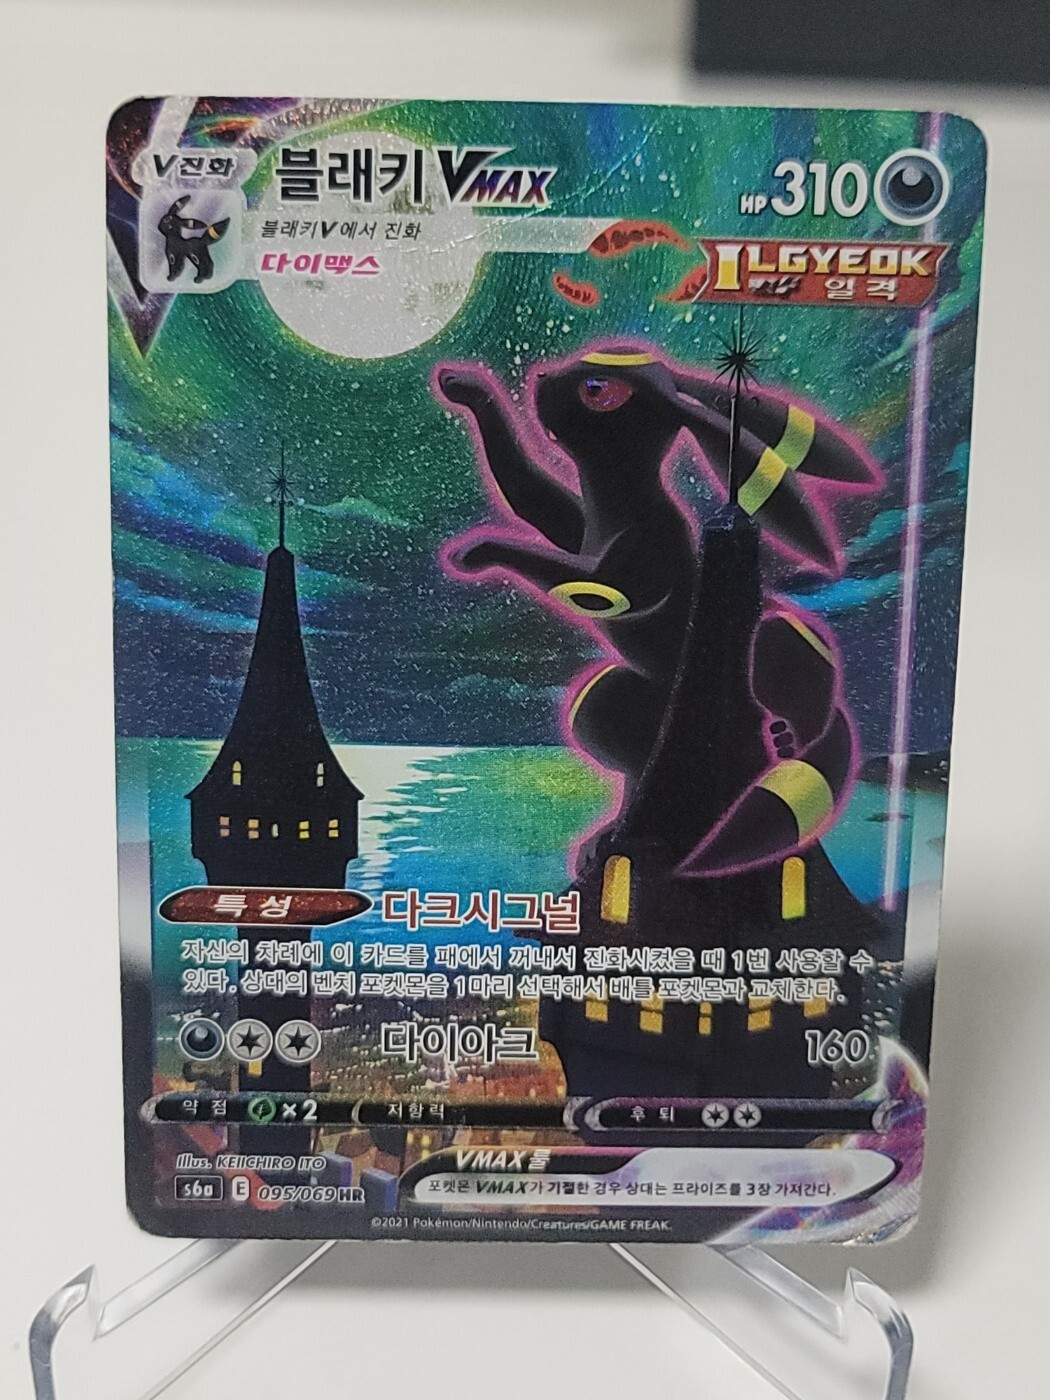 V진화
블래키 VMAX
HP 310
블래키V에서 진화
다이맥스
ILGYEOK
일격
특성 다크시그널
자신의 차례에 이 카드를 패에서 꺼내서 진화시켰을 때 1번 사용할 수
있다. 상대의 벤치 포켓몬을 1마리 선택해서 배틀 포켓몬과 교체한다.
다이아크 160
약점 ×2 저항력 후퇴
Illus. KEIICHIRO ITO
VMAX룰
s6a E 095/069 HR
포켓몬 VMAX가 기절한 경우 상대는 프라이즈를 3장 가져간다.
©2021 Pokémon/Nintendo/Creatures/GAME FREAK.